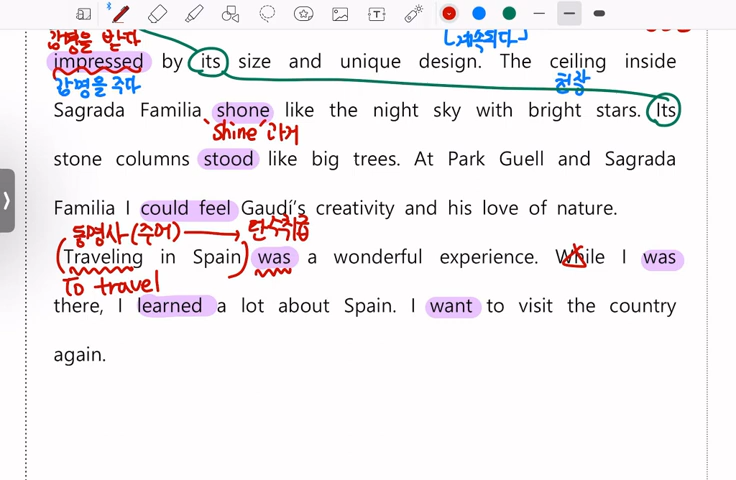 감명을 받다 [계속되다]
impressed by its size and unique design. The ceiling inside
감명을 주다 천장
Sagrada Familia shone like the night sky with bright stars. Its
'shine' 과거
stone columns stood like big trees. At Park Guell and Sagrada
Familia I could feel Gaudí's creativity and his love of nature.
동명사 (주어) → 단수취급
(Traveling in Spain) was a wonderful experience. While I was
To travel
there, I learned a lot about Spain. I want to visit the country
again.